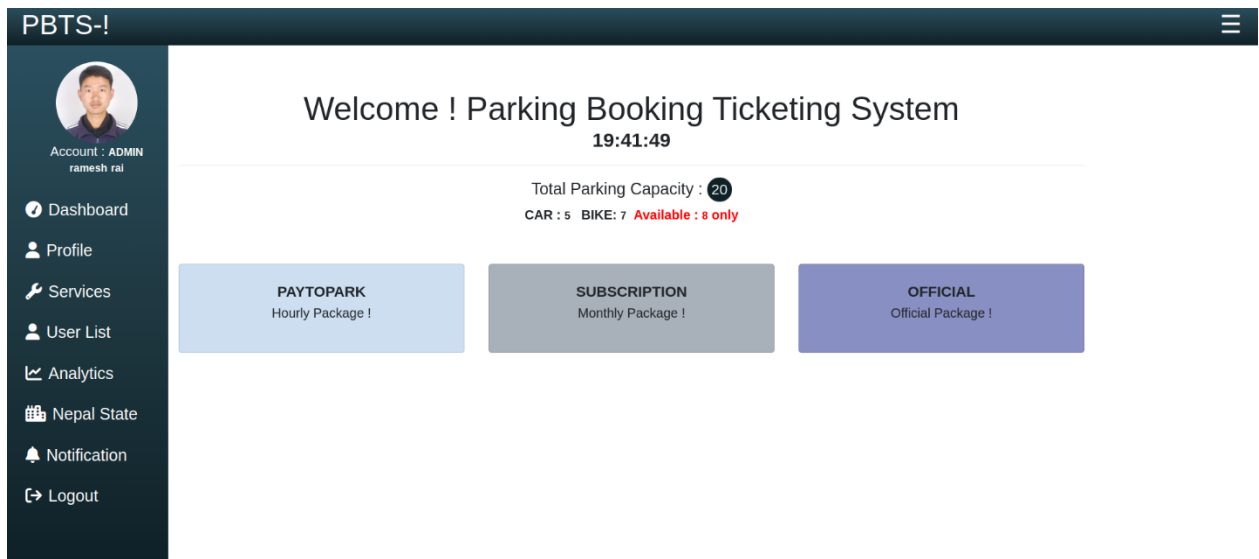 PBTS-!
Account : ADMIN
ramesh rai
Dashboard
Profile
Services
User List
Analytics
Nepal State
Notification
Logout
Welcome ! Parking Booking Ticketing System
19:41:49
Total Parking Capacity : 20
CAR : 5 BIKE: 7 Available : 8 only
PAYTOPARK
Hourly Package !
SUBSCRIPTION
Monthly Package !
OFFICIAL
Official Package !